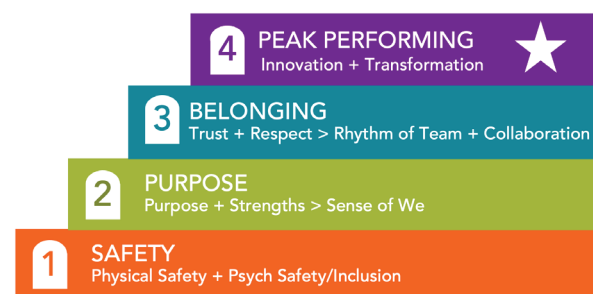 4
PEAK PERFORMING
Innovation + Transformation
3
BELONGING
Trust + Respect > Rhythm of Team + Collaboration
2
PURPOSE
Purpose + Strengths > Sense of We
1
SAFETY
Physical Safety + Psych Safety/Inclusion